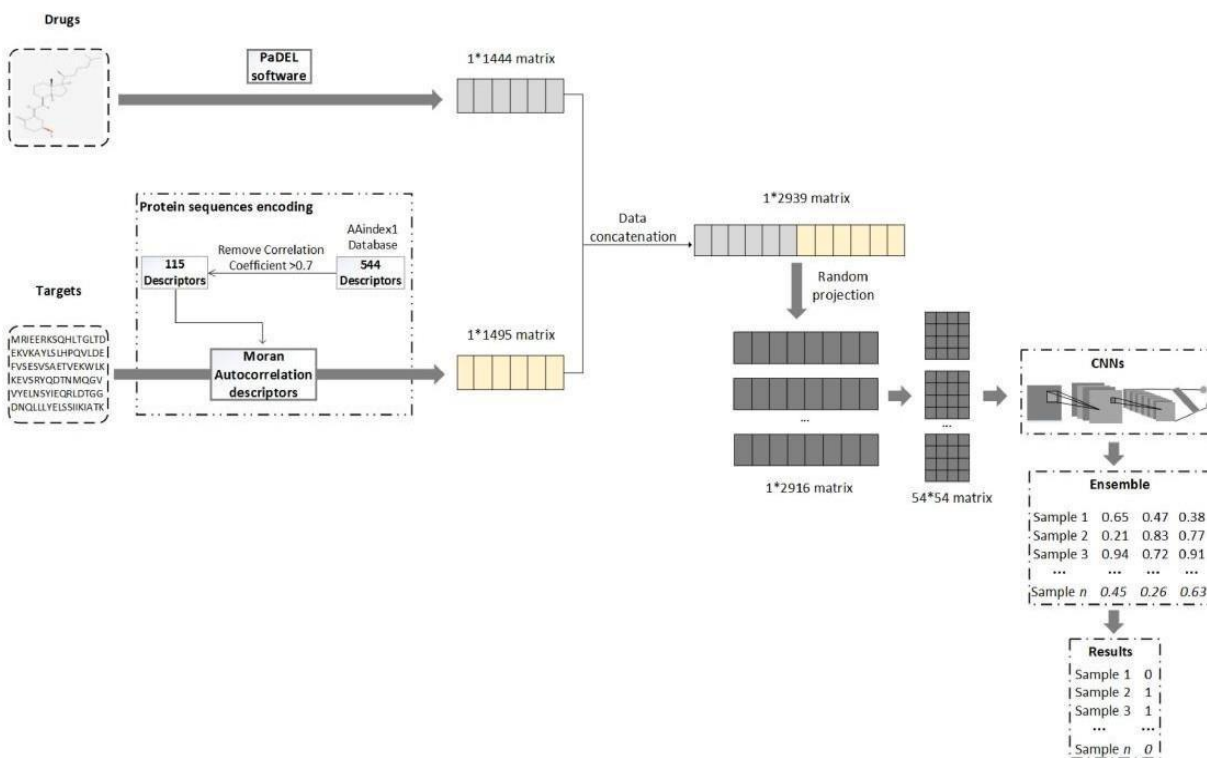 Drugs
PaDEL
software
1*1444 matrix
Protein sequences encoding
AAindex1
Database
Remove Correlation
Coefficient >0.7
115
Descriptors
544
Descriptors
Moran
Autocorrelation
descriptors
Targets
MRIEERKSQHLTGLTD
EKVKAYLSLHPQVLDE
FVSESVSAETVEKWLK
KEVSRYQDTNMQGV
VYELNSYIEQRLDTGG
DNQLLLYELSSIIKIATK
1*1495 matrix
Data
concatenation
1*2939 matrix
Random
projection
...
1*2916 matrix
...
54*54 matrix
CNNs
Ensemble
Sample 1 0.65 0.47 0.38
Sample 2 0.21 0.83 0.77
Sample 3 0.94 0.72 0.91
... ... ... ...
Sample n 0.45 0.26 0.63
Results
Sample 1 0
Sample 2 1
Sample 3 1
... ...
Sample n 0